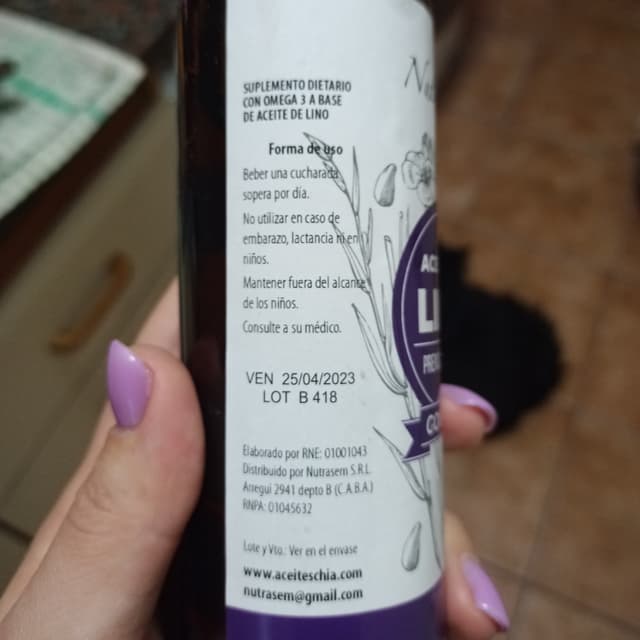 SUPLEMENTO DIETARIO
CON OMEGA 3 A BASE
DE ACEITE DE LINO
Forma de uso
Beber una cucharada
sopera por día.
No utilizar en caso de
embarazo, lactancia ni en
niños.
Mantener fuera del alcance
de los niños.
Consulte a su médico.
VEN 25/04/2023
LOT B 418
Elaborado por RNE: 01001043
Distribuido por Nutrasem S.R.L.
Arregui 2941 depto B (C.A.B.A.)
RNPA: 01045632
Lote y Vto.: Ver en el envase
www.aceiteschia.com
nutrasem@gmail.com